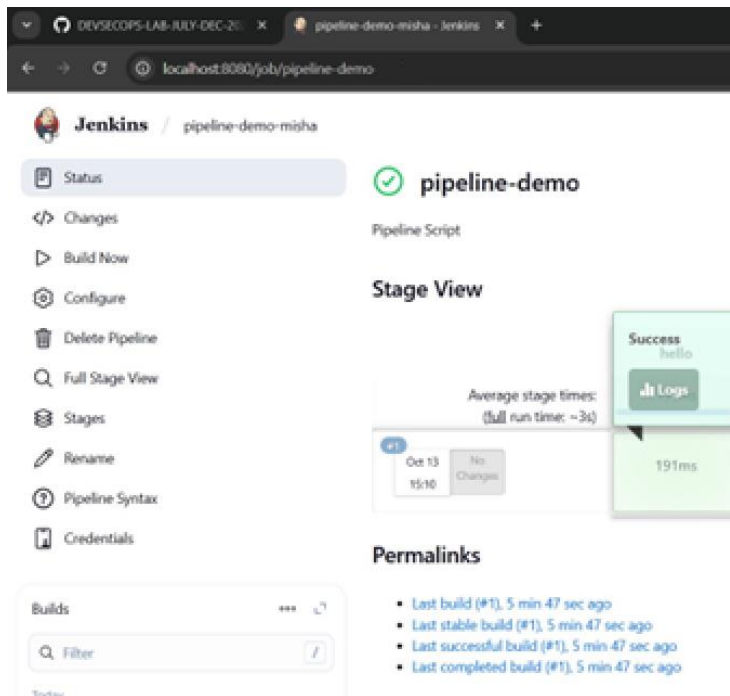 DEVSECOPS-LAB-JULY-DEC-20
pipeline-demo-misha - Jenkins
localhost:8080/job/pipeline-demo
Jenkins / pipeline-demo-misha
Status
Changes
Build Now
Configure
Delete Pipeline
Full Stage View
Stages
Rename
Pipeline Syntax
Credentials
Builds
Filter
/
Today
pipeline-demo
Pipeline Script
Stage View
Success
hello
Logs
Average stage times:
(full run time: ~3s)
#1
Oct 13
15:10
No
Changes
191ms
Permalinks
• Last build (#1), 5 min 47 sec ago
• Last stable build (#1), 5 min 47 sec ago
• Last successful build (#1), 5 min 47 sec ago
• Last completed build (#1), 5 min 47 sec ago